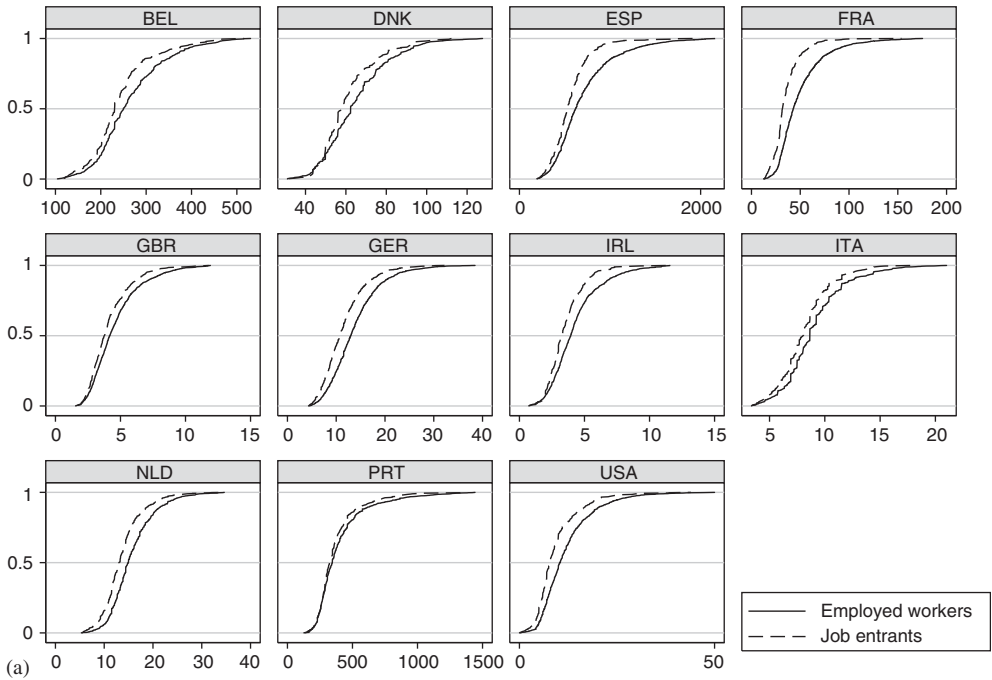 BEL DNK ESP FRA
1
0.5
0
100 200 300 400 500 40 60 80 100 120 0 2000 0 50 100 150 200
GBR GER IRL ITA
1
0.5
0
0 5 10 15 0 10 20 30 40 0 5 10 15 5 10 15 20
NLD PRT USA
1
0.5
0
0 10 20 30 40 0 500 1000 1500 0 50
Employed workers
Job entrants
(a)